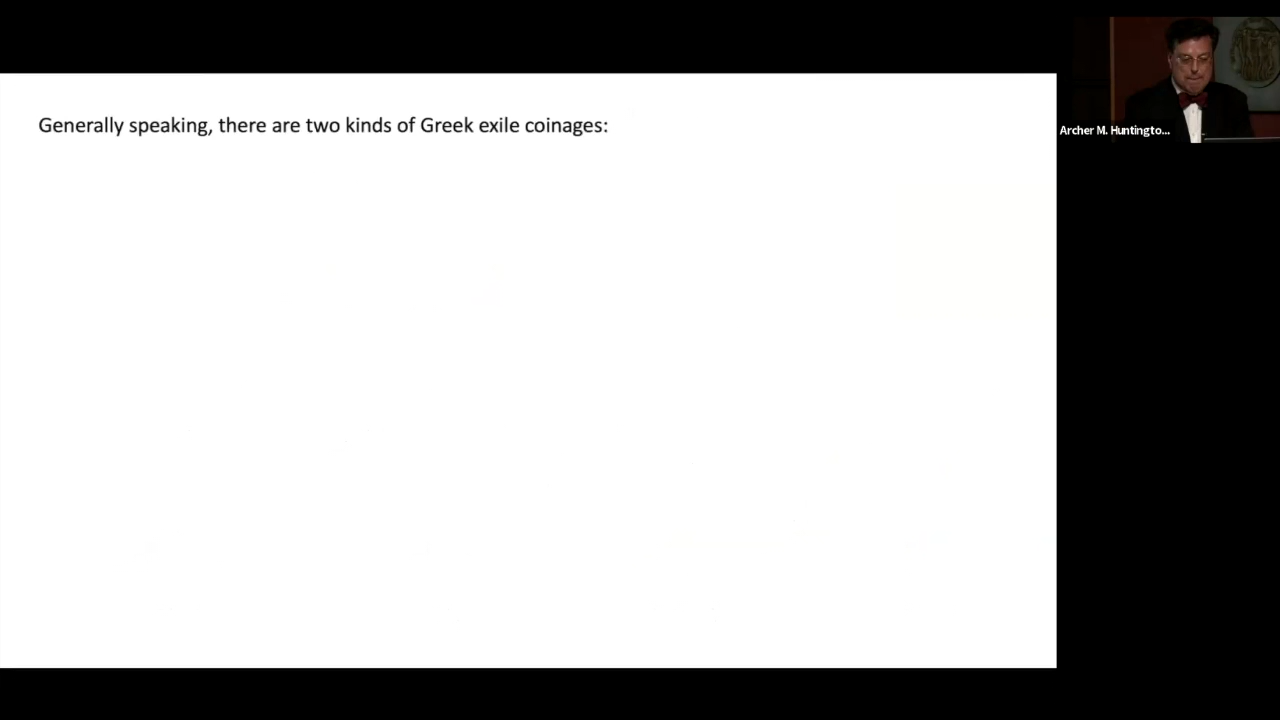 Generally speaking, there are two kinds of Greek exile coinages:
Archer M. Huntingto...